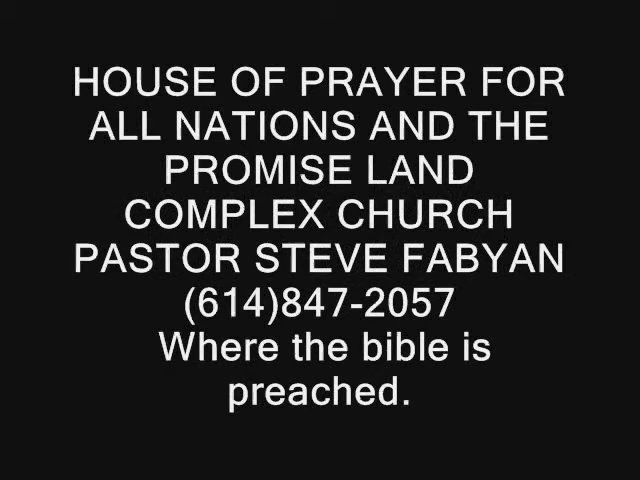 HOUSE OF PRAYER FOR
ALL NATIONS AND THE
PROMISE LAND
COMPLEX CHURCH
PASTOR STEVE FABYAN
(614)847-2057
Where the bible is
preached.